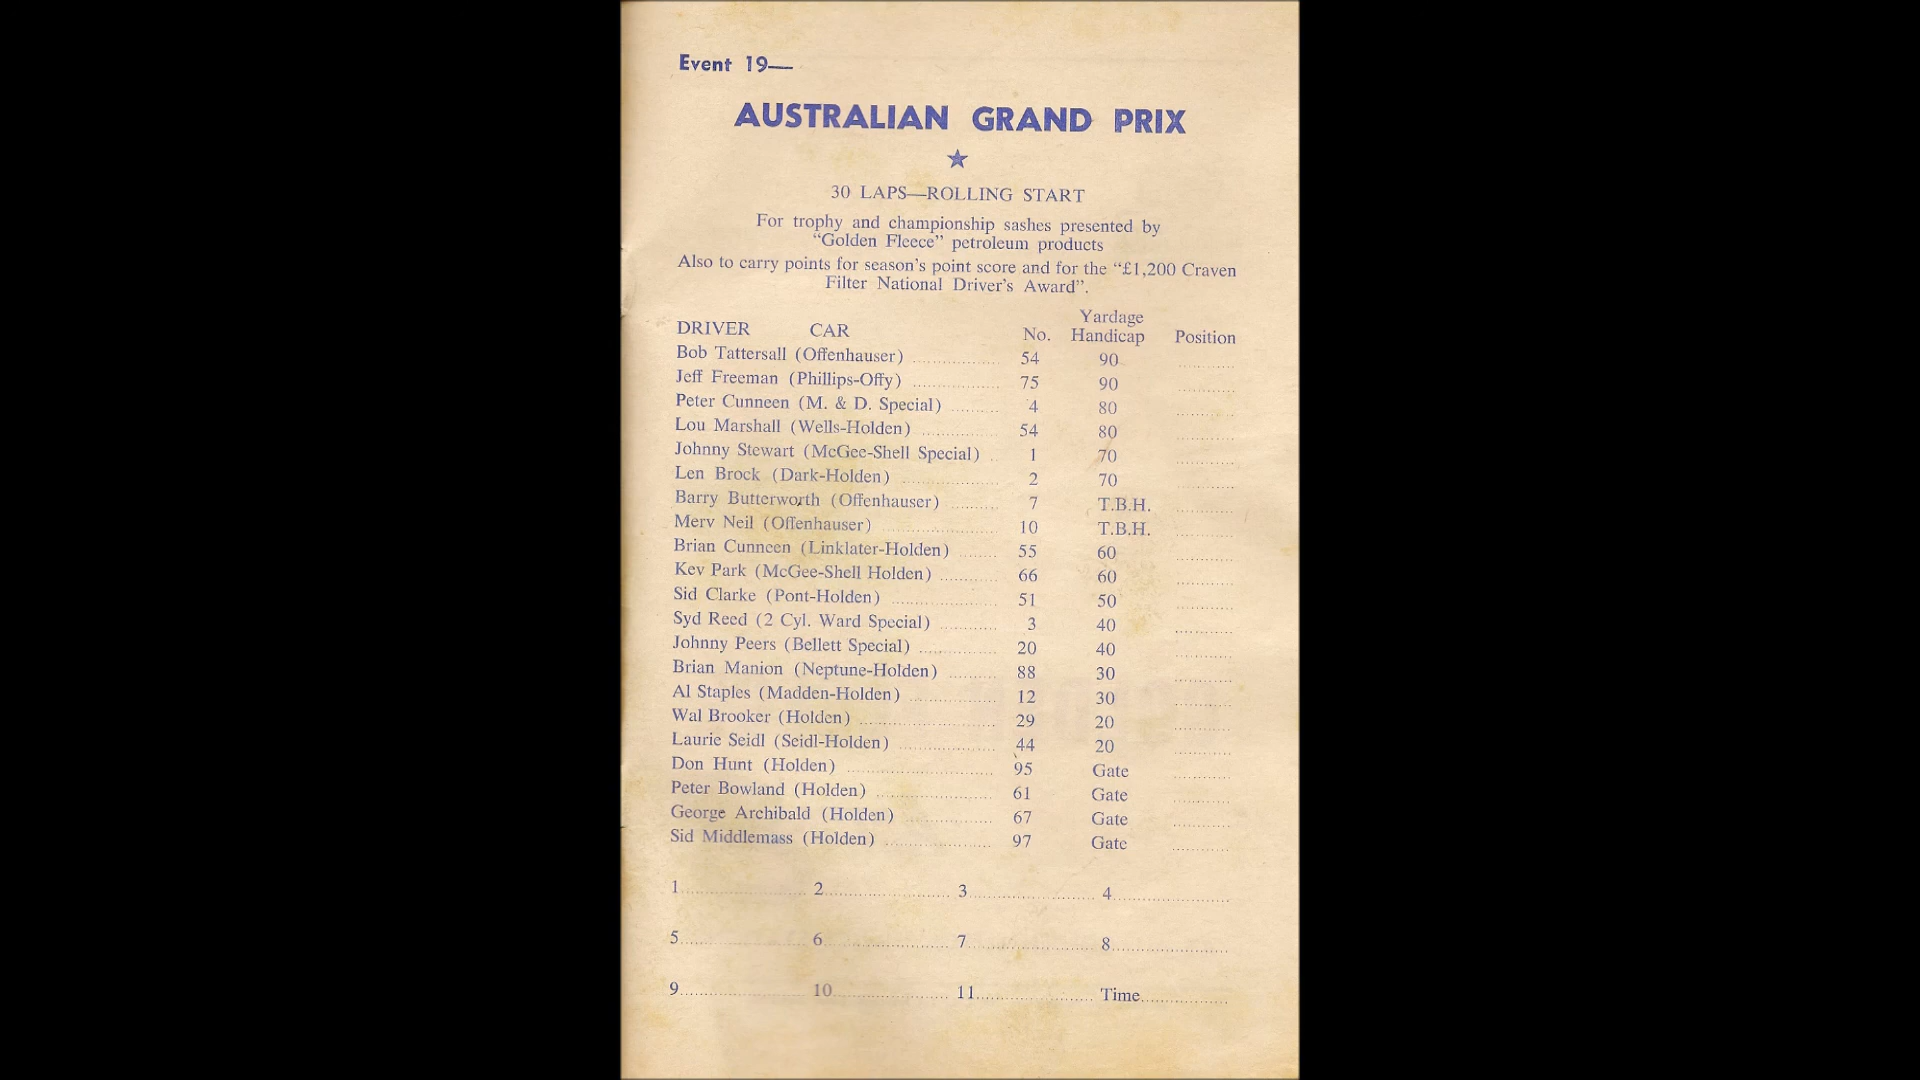 Event 19—
AUSTRALIAN GRAND PRIX
30 LAPS—ROLLING START
For trophy and championship sashes presented by
"Golden Fleece" petroleum products
Also to carry points for season's point score and for the "£1,200 Craven
Filter National Driver's Award".
DRIVER CAR No. Yardage Handicap Position
Bob Tattersall (Offenhauser) 54 90
Jeff Freeman (Phillips-Offy) 75 90
Peter Cunneen (M. & D. Special) 4 80
Lou Marshall (Wells-Holden) 54 80
Johnny Stewart (McGee-Shell Special) 1 70
Len Brock (Dark-Holden) 2 70
Barry Butterworth (Offenhauser) 7 T.B.H.
Merv Neil (Offenhauser) 10 T.B.H.
Brian Cunneen (Linklater-Holden) 55 60
Kev Park (McGee-Shell Holden) 66 60
Sid Clarke (Pont-Holden) 51 50
Syd Reed (2 Cyl. Ward Special) 3 40
Johnny Peers (Bellett Special) 20 40
Brian Manion (Neptune-Holden) 88 30
Al Staples (Madden-Holden) 12 30
Wal Brooker (Holden) 29 20
Laurie Seidl (Seidl-Holden) 44 20
Don Hunt (Holden) 95 Gate
Peter Bowland (Holden) 61 Gate
George Archibald (Holden) 67 Gate
Sid Middlemass (Holden) 97 Gate
1 2 3 4
5 6 7 8
9 10 11 Time